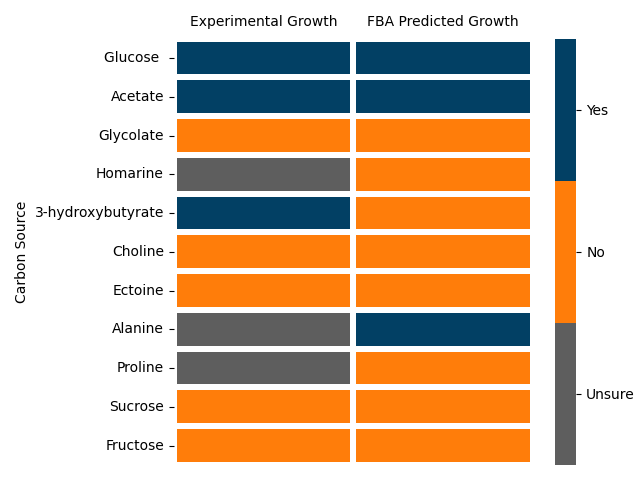 Experimental Growth FBA Predicted Growth
Glucose
Acetate
Glycolate
Homarine
3-hydroxybutyrate
Choline
Ectoine
Alanine
Proline
Sucrose
Fructose
Carbon Source
Yes
No
Unsure